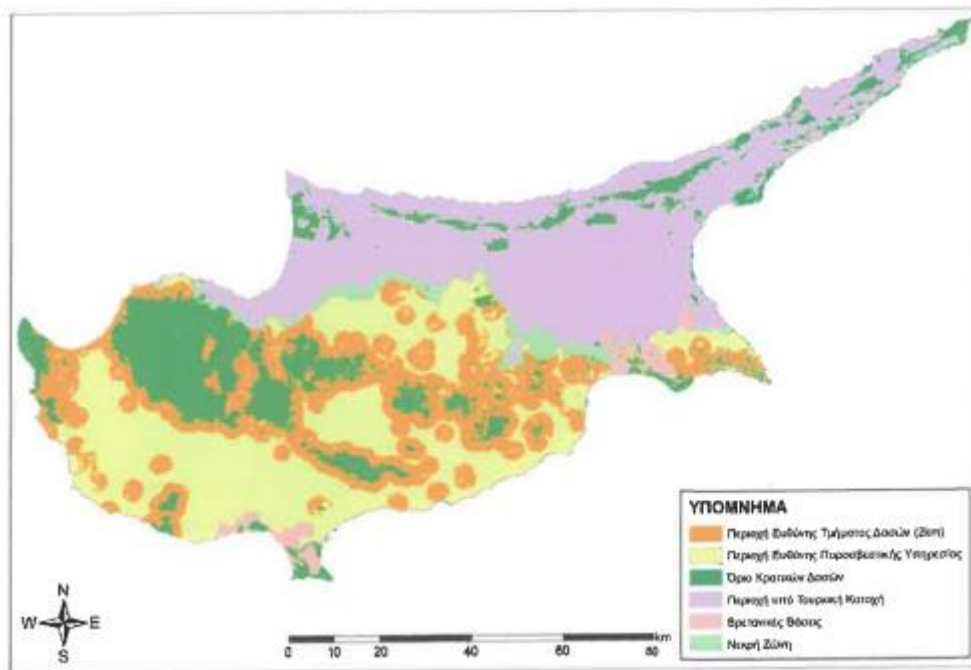 ΥΠΟΜΝΗΜΑ
Περιοχή Ευθύνης Τμήματος Δασών (2km)
Περιοχή Ευθύνης Πυροσβεστικής Υπηρεσίας
Όριο Κρατικών Δασών
Περιοχή υπό Τουρκική Κατοχή
Βρετανικές Βάσεις
Νεκρή Ζώνη
N
W E
S
km
0 10 20 40 60 80